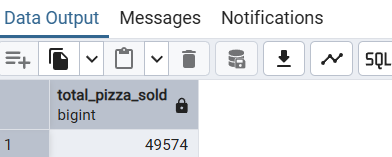 Data Output Messages Notifications
SQL
total_pizza_sold
bigint
1 49574